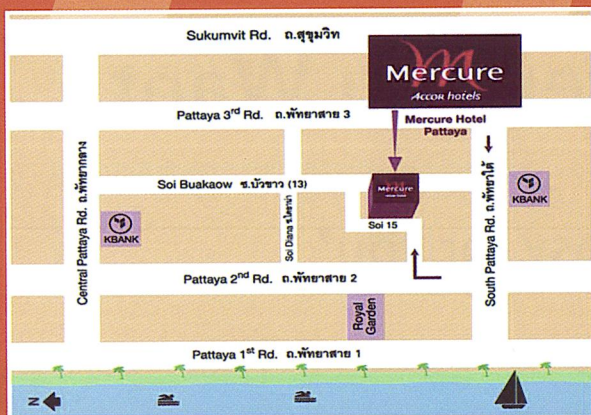 Sukumvit Rd. ถ.สุขุมวิท
Mercure
ACCOR hotels
Pattaya 3rd Rd. ถ.พัทยาสาย 3
Mercure Hotel
Pattaya
Central Pattaya Rd. ถ.พัทยากลาง
Soi Buakaow ซ.บัวขาว (13)
Mercure
South Pattaya Rd. ถ.พัทยาใต้
KBANK
KBANK
Soi Diana ซ.ไดอาน่า
Soi 15
Pattaya 2nd Rd. ถ.พัทยาสาย 2
Royal
Garden
Pattaya 1st Rd. ถ.พัทยาสาย 1
N